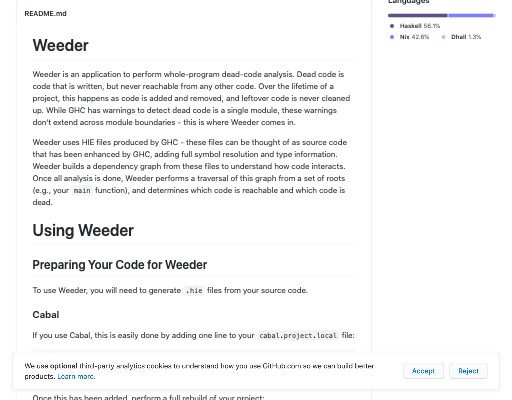 Languages
README.md
Haskell 56.1%
Nix 42.6% Dhall 1.3%
Weeder
Weeder is an application to perform whole-program dead-code analysis. Dead code is
code that is written, but never reachable from any other code. Over the lifetime of a
project, this happens as code is added and removed, and leftover code is never cleaned
up. While GHC has warnings to detect dead code is a single module, these warnings
don't extend across module boundaries - this is where Weeder comes in.
Weeder uses HIE files produced by GHC - these files can be thought of as source code
that has been enhanced by GHC, adding full symbol resolution and type information.
Weeder builds a dependency graph from these files to understand how code interacts.
Once all analysis is done, Weeder performs a traversal of this graph from a set of roots
(e.g., your main function), and determines which code is reachable and which code is
dead.
Using Weeder
Preparing Your Code for Weeder
To use Weeder, you will need to generate .hie files from your source code.
Cabal
If you use Cabal, this is easily done by adding one line to your cabal.project.local file:
We use optional third-party analytics cookies to understand how you use GitHub.com so we can build better
products. Learn more.
Accept
Reject
Once this has been added, perform a full rebuild of your project: